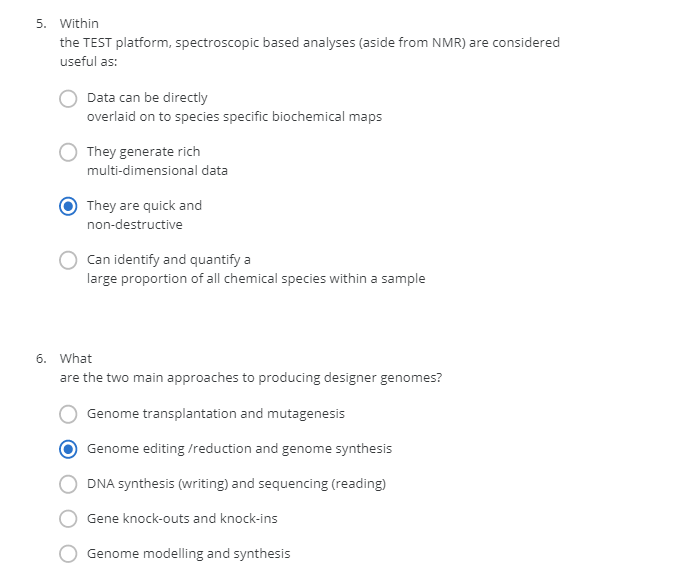 5. Within
the TEST platform, spectroscopic based analyses (aside from NMR) are considered
useful as:
Data can be directly
overlaid on to species specific biochemical maps
They generate rich
multi-dimensional data
They are quick and
non-destructive
Can identify and quantify a
large proportion of all chemical species within a sample
6. What
are the two main approaches to producing designer genomes?
Genome transplantation and mutagenesis
Genome editing /reduction and genome synthesis
DNA synthesis (writing) and sequencing (reading)
Gene knock-outs and knock-ins
Genome modelling and synthesis